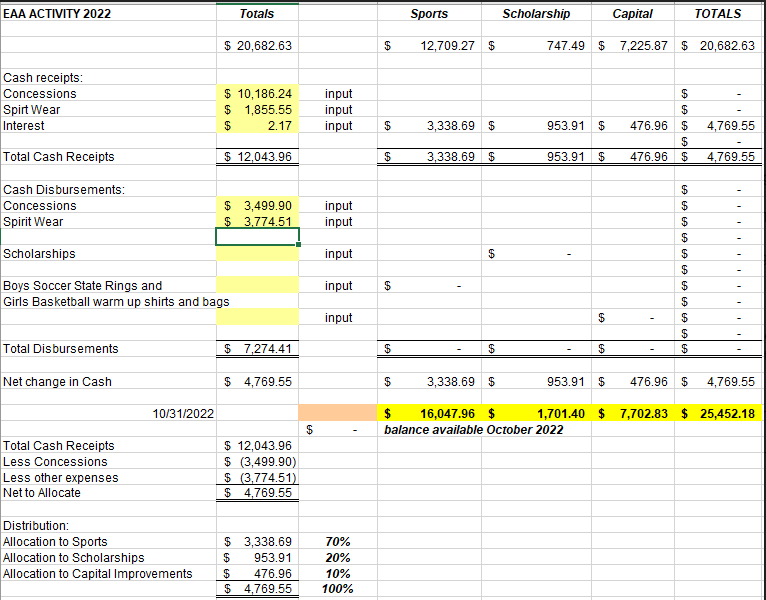 EAA ACTIVITY 2022 Totals Sports Scholarship Capital TOTALS
$ 20,682.63 $ 12,709.27 $ 747.49 $ 7,225.87 $ 20,682.63
Cash receipts:
Concessions $ 10,186.24 input $ -
Spirt Wear $ 1,855.55 input $ -
Interest $ 2.17 input $ 3,338.69 $ 953.91 $ 476.96 $ 4,769.55
$ -
Total Cash Receipts $ 12,043.96 $ 3,338.69 $ 953.91 $ 476.96 $ 4,769.55
Cash Disbursements: $ -
Concessions $ 3,499.90 input $ -
Spirit Wear $ 3,774.51 input $ -
$ -
Scholarships input $ - $ -
$ -
Boys Soccer State Rings and input $ - $ -
Girls Basketball warm up shirts and bags $ -
input $ - $ -
$ -
Total Disbursements $ 7,274.41 $ - $ - $ - $ -
Net change in Cash $ 4,769.55 $ 3,338.69 $ 953.91 $ 476.96 $ 4,769.55
10/31/2022 $ 16,047.96 $ 1,701.40 $ 7,702.83 $ 25,452.18
$ - balance available October 2022
Total Cash Receipts $ 12,043.96
Less Concessions $ (3,499.90)
Less other expenses $ (3,774.51)
Net to Allocate $ 4,769.55
Distribution:
Allocation to Sports $ 3,338.69 70%
Allocation to Scholarships $ 953.91 20%
Allocation to Capital Improvements $ 476.96 10%
$ 4,769.55 100%